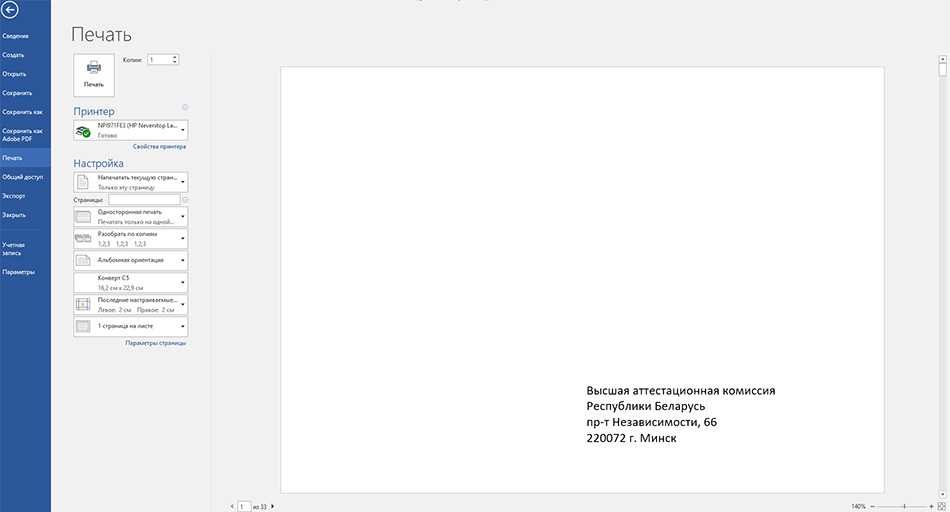 Печать
Сведения
Создать
Открыть
Сохранить
Сохранить как
Сохранить как
Adobe PDF
Печать
Общий доступ
Экспорт
Закрыть
Учетная
запись
Параметры
Печать
Копии: 1
Принтер
NPI971FE3 (HP Neverstop La...
Готово
Свойства принтера
Настройка
Напечатать текущую стран...
Только эту страницу
Страницы:
Односторонняя печать
Печатать только на одной...
Разобрать по копиям
1,2,3 1,2,3 1,2,3
Альбомная ориентация
Конверт C5
16,2 см x 22,9 см
Последние настраиваемые...
Левое: 2 см Правое: 2 см
1 страница на листе
Параметры страницы
Высшая аттестационная комиссия
Республики Беларусь
пр-т Независимости, 66
220072 г. Минск
1 из 33
140%